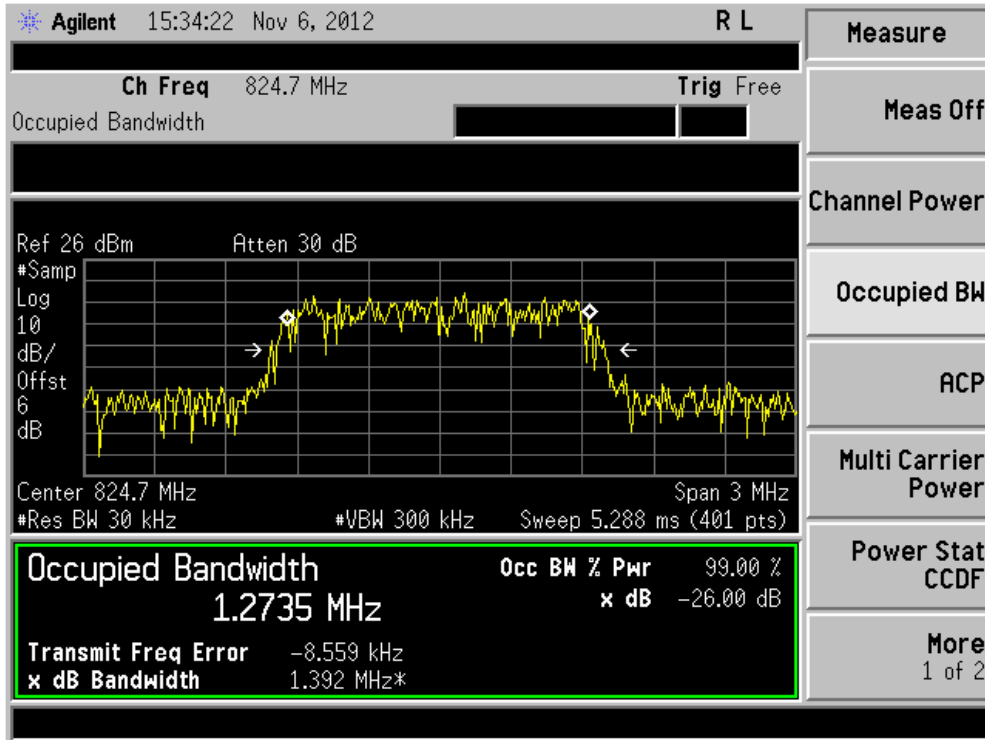 Agilent 15:34:22 Nov 6, 2012 R L
Measure
Ch Freq 824.7 MHz Trig Free
Occupied Bandwidth
Meas Off
Channel Power
Occupied BW
ACP
Multi Carrier
Power
Power Stat
CCDF
More
1 of 2
Ref 26 dBm Atten 30 dB
#Samp
Log
10
dB/
Offst
6
dB
Center 824.7 MHz Span 3 MHz
#Res BW 30 kHz #VBW 300 kHz Sweep 5.288 ms (401 pts)
Occupied Bandwidth
1.2735 MHz
Occ BW % Pwr 99.00 %
x dB -26.00 dB
Transmit Freq Error -8.559 kHz
x dB Bandwidth 1.392 MHz*